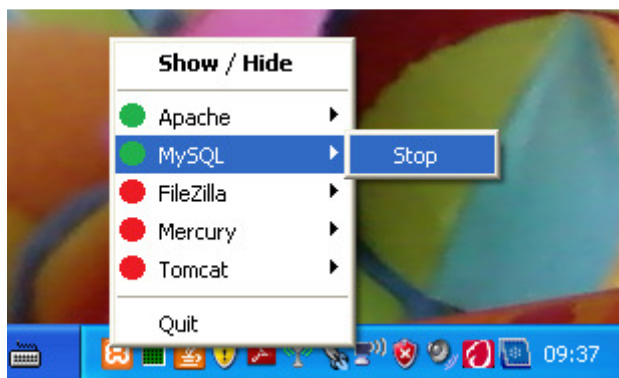 Show / Hide
Apache
MySQL
Stop
FileZilla
Mercury
Tomcat
Quit
09:37